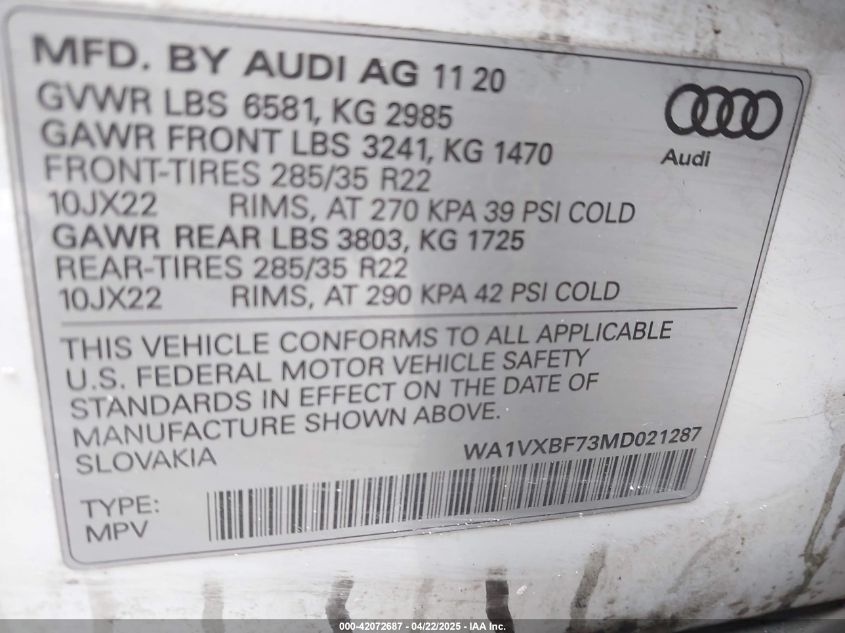 MFD. BY AUDI AG 11 20
GVWR LBS 6581, KG 2985
GAWR FRONT LBS 3241, KG 1470
FRONT-TIRES 285/35 R22
10JX22 RIMS, AT 270 KPA 39 PSI COLD
GAWR REAR LBS 3803, KG 1725
REAR-TIRES 285/35 R22
10JX22 RIMS, AT 290 KPA 42 PSI COLD
Audi
THIS VEHICLE CONFORMS TO ALL APPLICABLE
U.S. FEDERAL MOTOR VEHICLE SAFETY
STANDARDS IN EFFECT ON THE DATE OF
MANUFACTURE SHOWN ABOVE.
SLOVAKIA
WA1VXBF73MD021287
TYPE:
MPV
000-42072687 - 04/22/2025 - IAA Inc.